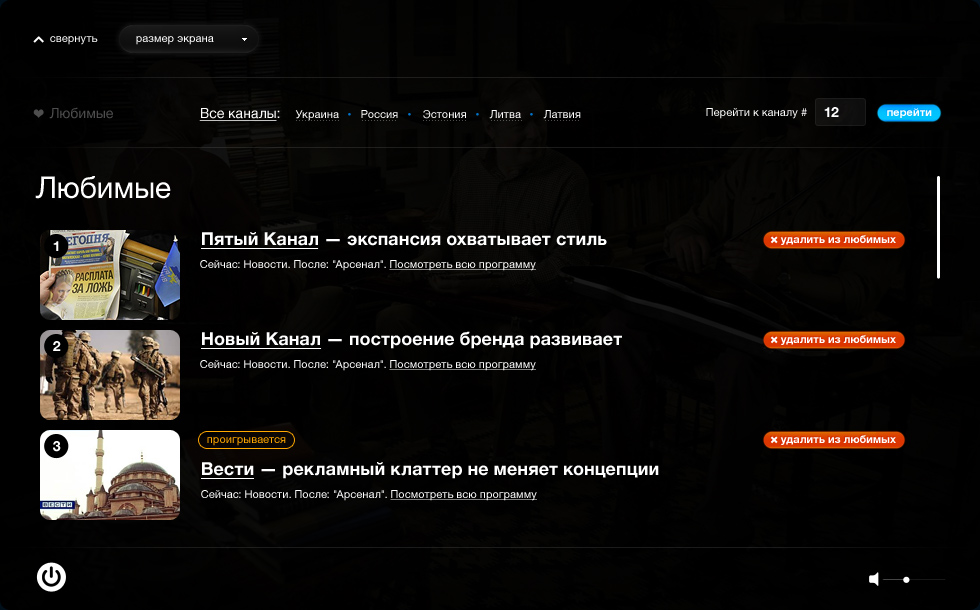 свернуть
размер экрана
Любимые
Все каналы: Украина • Россия • Эстония • Литва • Латвия
Перейти к каналу # 12 перейти
Любимые
1
СЕГОДНЯ
РАСПЛАТА
ЗА ЛОЖЬ
Пятый Канал — экспансия охватывает стиль
Сейчас: Новости. После: "Арсенал". Посмотреть всю программу
× удалить из любимых
2
Новый Канал — построение бренда развивает
Сейчас: Новости. После: "Арсенал". Посмотреть всю программу
× удалить из любимых
3
ВЕСТИ
проигрывается
Вести — рекламный клаттер не меняет концепции
Сейчас: Новости. После: "Арсенал". Посмотреть всю программу
× удалить из любимых